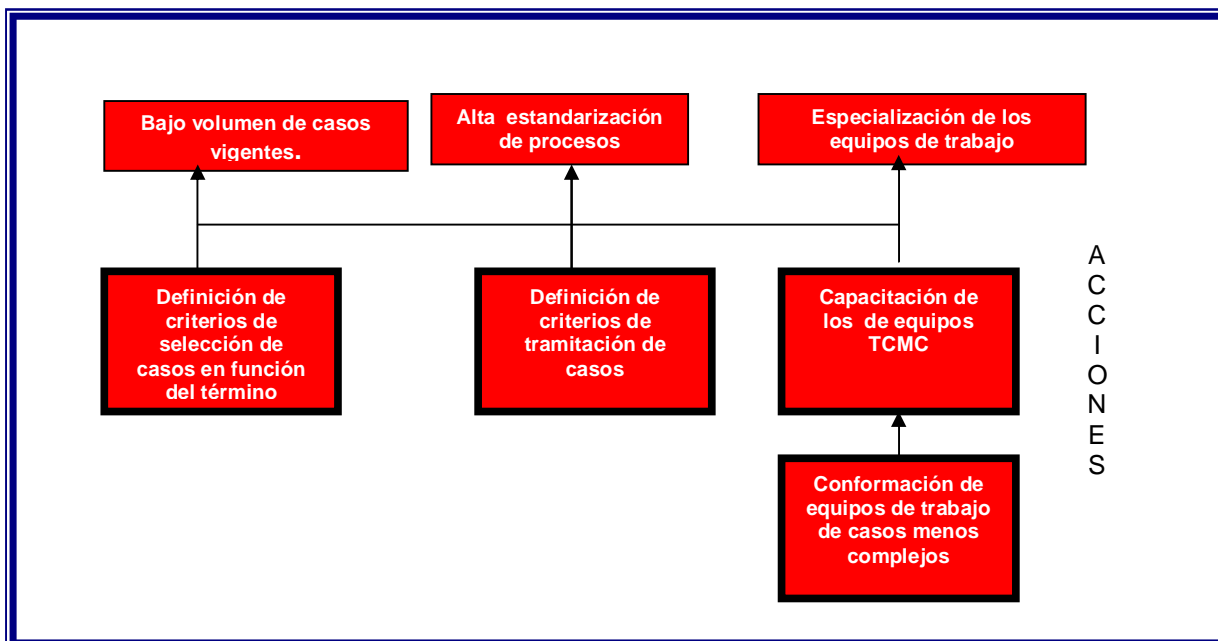 Bajo volumen de casos
vigentes.
Alta estandarización
de procesos
Especialización de los
equipos de trabajo
Definición de
criterios de
selección de
casos en función
del término
Definición de
criterios de
tramitación de
casos
Capacitación de
los de equipos
TCMC
A
C
C
I
O
N
E
S
Conformación de
equipos de trabajo
de casos menos
complejos